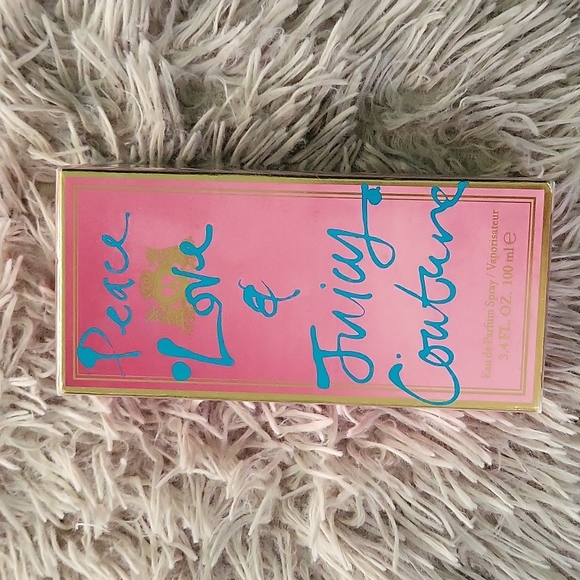 Peace
Love
&
Juicy
Couture
Eau de Parfum Spray / Vaporisateur
3.4 FL. OZ. 100 ml ℮